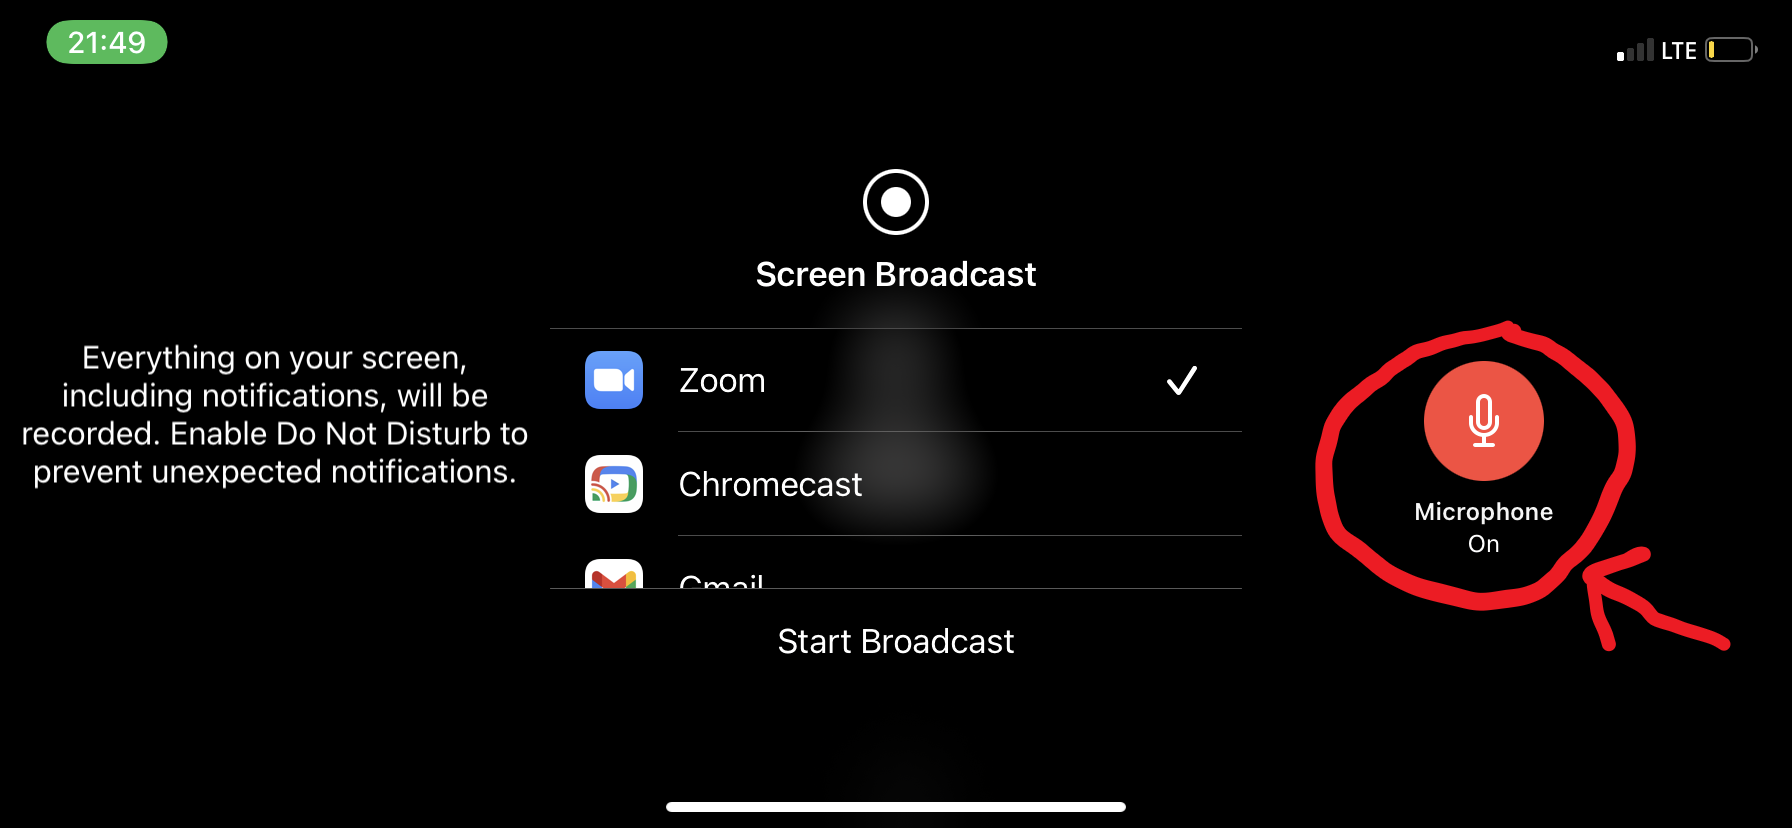 21:49
LTE
Screen Broadcast
Everything on your screen,
including notifications, will be
recorded. Enable Do Not Disturb to
prevent unexpected notifications.
Zoom
Chromecast
Gmail
Start Broadcast
Microphone
On